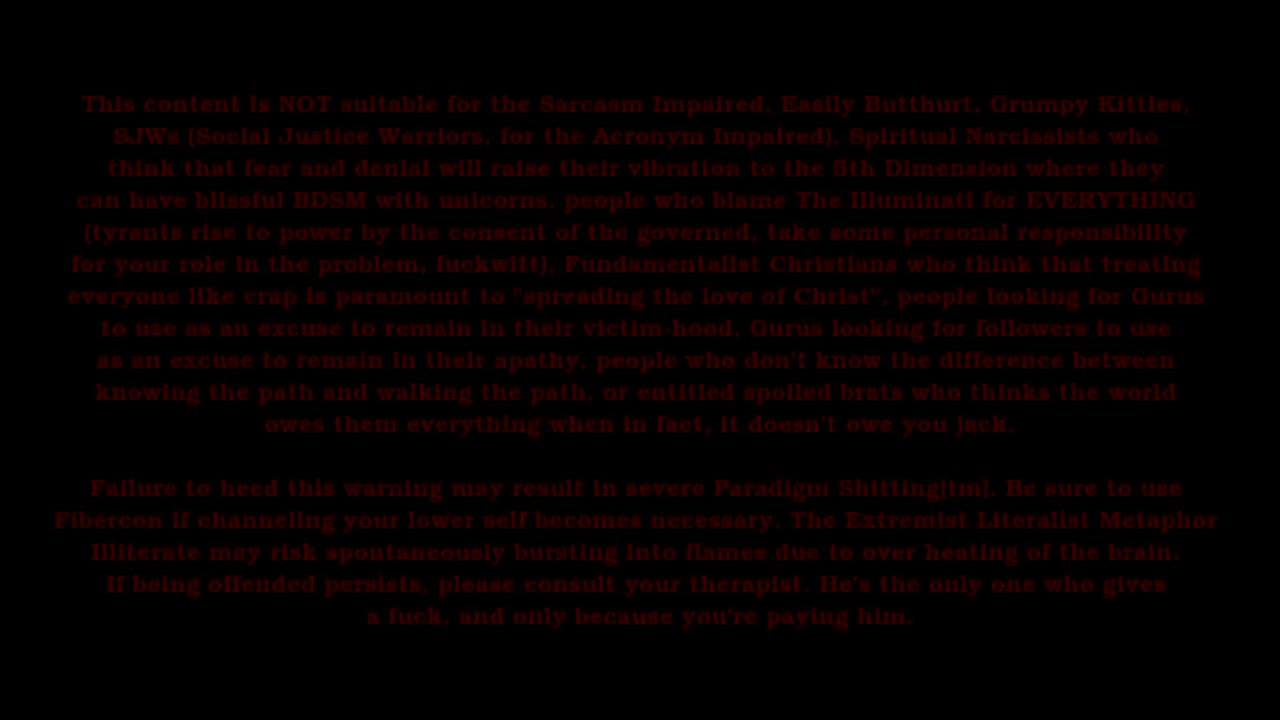 This content is NOT suitable for the Sarcasm Impaired, Easily Butthurt, Grumpy Kitties,
SJWs (Social Justice Warriors, for the Acronym Impaired), Spiritual Narcissists who
think that fear and denial will raise their vibration to the 5th Dimension where they
can have blissful BDSM with unicorns, people who blame The Illuminati for EVERYTHING
(tyrants rise to power by the consent of the governed, take some personal responsibility
for your role in the problem, fuckwitt), Fundamentalist Christians who think that treating
everyone like crap is paramount to "spreading the love of Christ", people looking for Gurus
to use as an excuse to remain in their victim-hood, Gurus looking for followers to use
as an excuse to remain in their apathy, people who don't know the difference between
knowing the path and walking the path, or entitled spoiled brats who thinks the world
owes them everything when in fact, it doesn't owe you jack.
Failure to heed this warning may result in severe Paradigm Shitting[tm]. Be sure to use
Fibercon if channeling your lower self becomes necessary. The Extremist Literalist Metaphor
Illiterate may risk spontaneously bursting into flames due to over heating of the brain.
If being offended persists, please consult your therapist. He's the only one who gives
a fuck, and only because you're paying him.